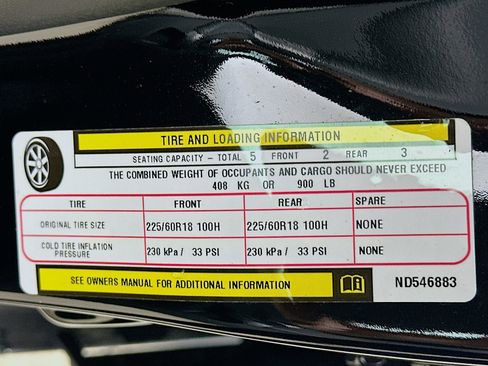 TIRE AND LOADING INFORMATION
SEATING CAPACITY – TOTAL 5 FRONT 2 REAR 3
THE COMBINED WEIGHT OF OCCUPANTS AND CARGO SHOULD NEVER EXCEED
408 KG OR 900 LB
TIRE FRONT REAR SPARE
ORIGINAL TIRE SIZE 225/60R18 100H 225/60R18 100H NONE
COLD TIRE INFLATION PRESSURE 230 kPa / 33 PSI 230 kPa / 33 PSI NONE
SEE OWNERS MANUAL FOR ADDITIONAL INFORMATION ND546883